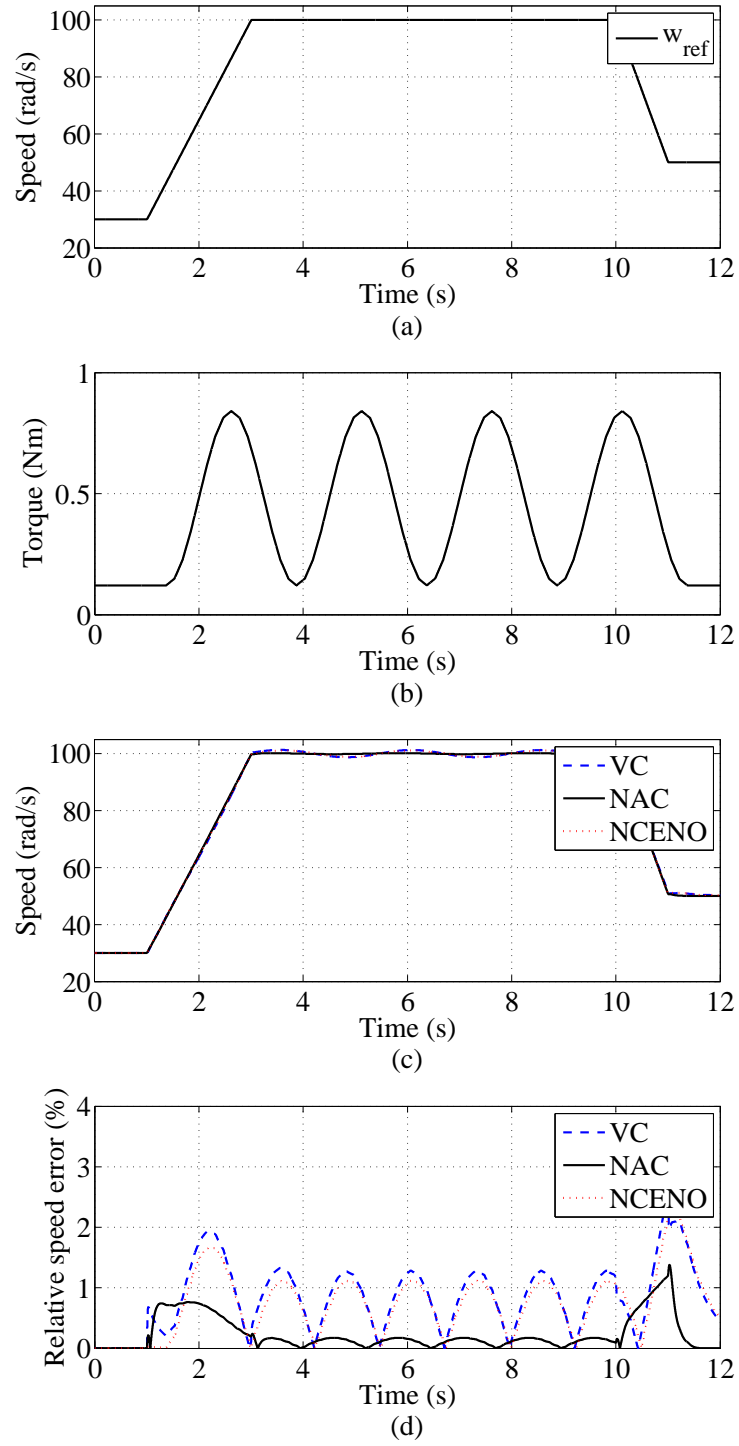 100
80
60
40
20
Speed (rad/s)
w_ref
0 2 4 6 8 10 12
Time (s)
(a)
1
0.5
0
Torque (Nm)
0 2 4 6 8 10 12
Time (s)
(b)
100
80
60
40
20
Speed (rad/s)
VC
NAC
NCENO
0 2 4 6 8 10 12
Time (s)
(c)
4
3
2
1
0
Relative speed error (%)
VC
NAC
NCENO
0 2 4 6 8 10 12
Time (s)
(d)